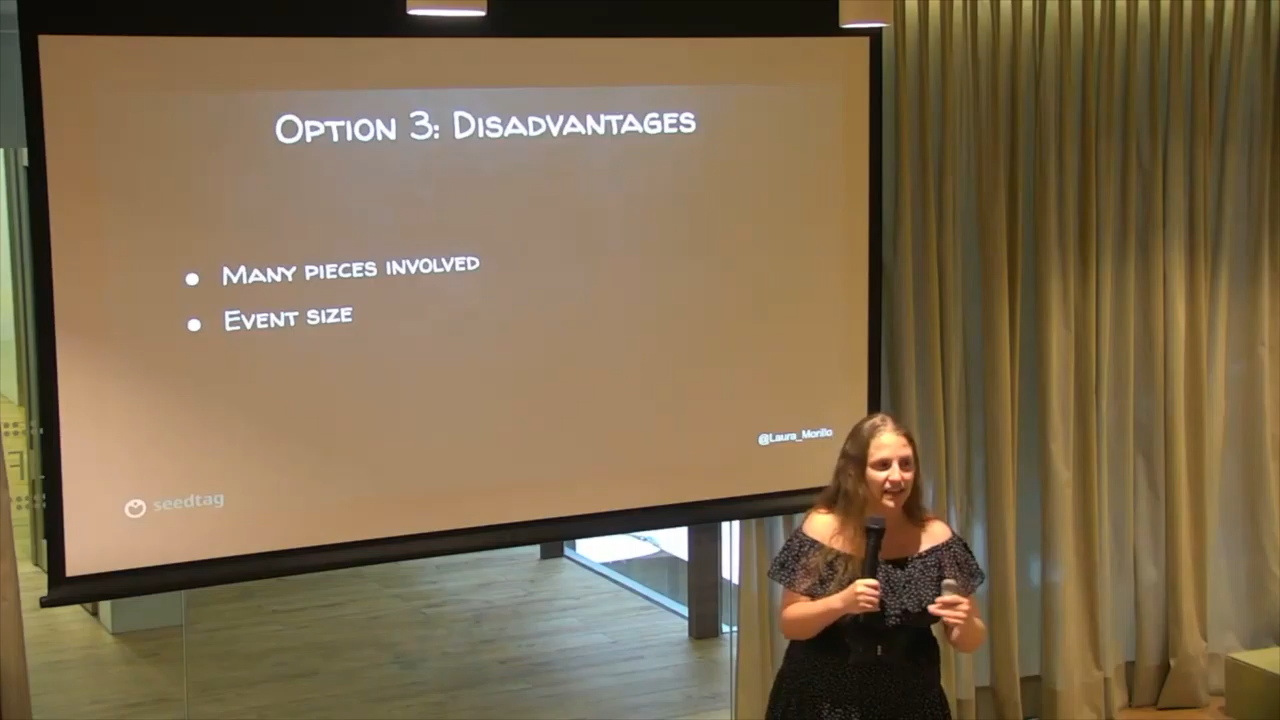 Option 3: Disadvantages
● Many pieces involved
● Event size
@Laura_Morillo
seedtag